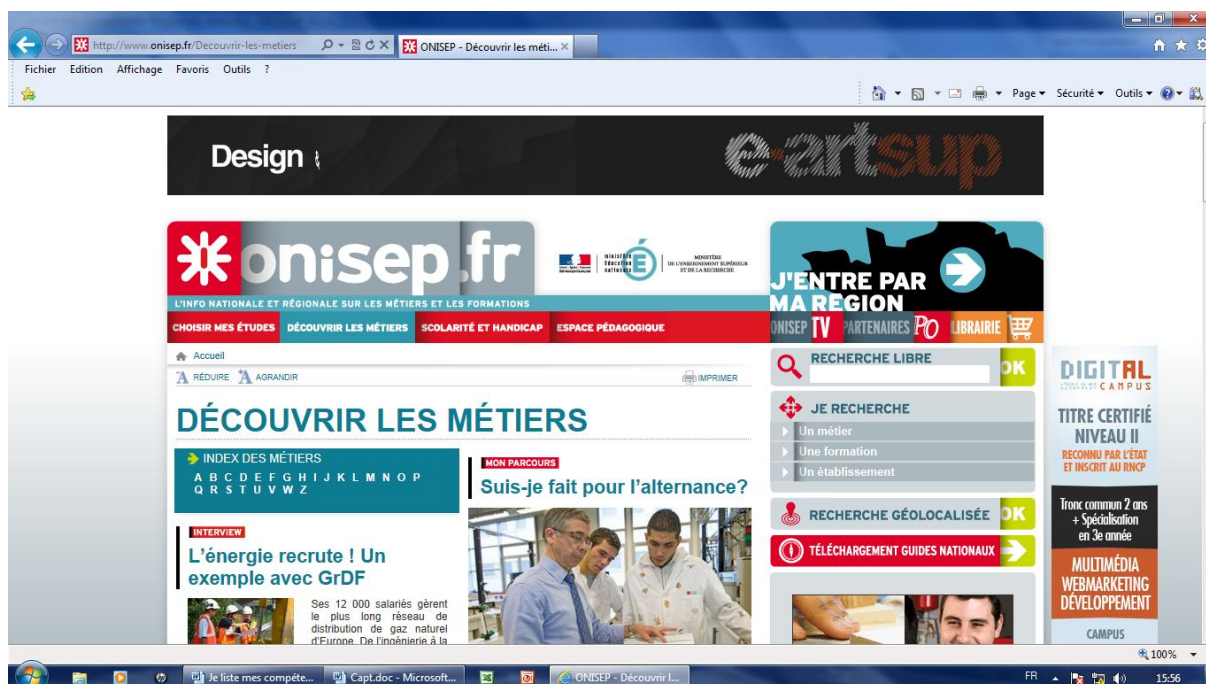 http://www.onisep.fr/Decouvrir-les-metiers
ONISEP - Découvrir les méti...
Fichier Edition Affichage Favoris Outils ?
Page Sécurité Outils
Design
e-artsup
onisep.fr
L'INFO NATIONALE ET RÉGIONALE SUR LES MÉTIERS ET LES FORMATIONS
MINISTÈRE
DE L'ENSEIGNEMENT SUPÉRIEUR
ET DE LA RECHERCHE
J'ENTRE PAR
MA RÉGION
CHOISIR MES ÉTUDES DÉCOUVRIR LES MÉTIERS SCOLARITÉ ET HANDICAP ESPACE PÉDAGOGIQUE
ONISEP TV PARTENAIRES PO LIBRAIRIE
Accueil
A RÉDUIRE A AGRANDIR IMPRIMER
RECHERCHE LIBRE OK
DÉCOUVRIR LES MÉTIERS
INDEX DES MÉTIERS
A B C D E F G H I J K L M N O P
Q R S T U V W Z
INTERVIEW
L'énergie recrute ! Un
exemple avec GrDF
Ses 12 000 salariés gèrent
le plus long réseau de
distribution de gaz naturel
d'Europe. De l'ingénierie à la
MON PARCOURS
Suis-je fait pour l'alternance?
JE RECHERCHE
Un métier
Une formation
Un établissement
RECHERCHE GÉOLOCALISÉE OK
TÉLÉCHARGEMENT GUIDES NATIONAUX
DIGITAL
CAMPUS
TITRE CERTIFIÉ
NIVEAU II
RECONNU PAR L'ÉTAT
ET INSCRIT AU RNCP
Tronc commun 2 ans
+ Spécialisation
en 3e année
MULTIMÉDIA
WEBMARKETING
DÉVELOPPEMENT
CAMPUS
100%
Je liste mes compéte... Capt.doc - Microsoft... ONISEP - Découvrir l...
FR 15:56